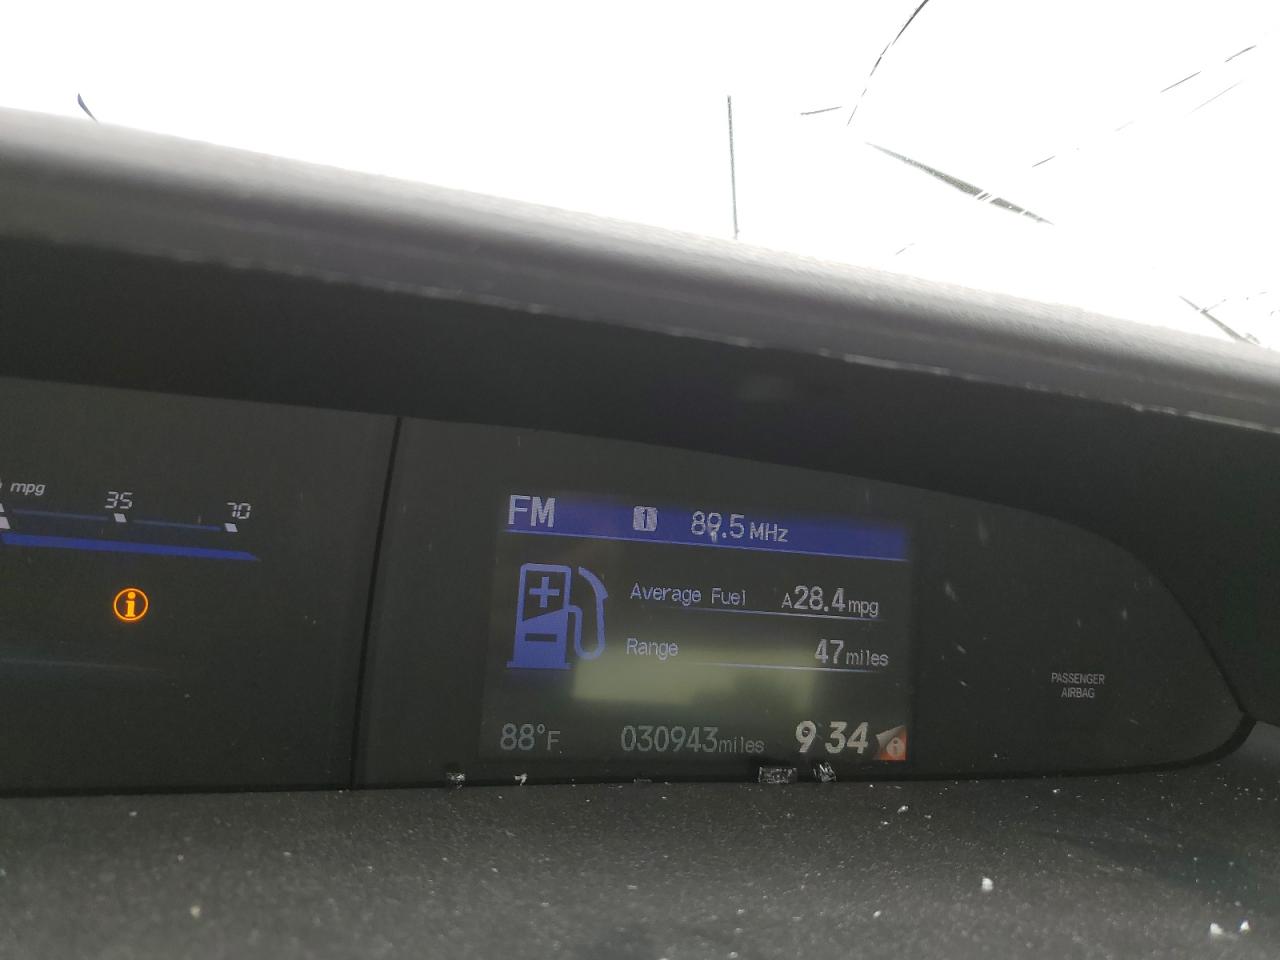 mpg 35 70
FM 1 89.5 MHz
Average Fuel A28.4 mpg
Range 47 miles
88°F 030943 miles 9 34
PASSENGER
AIRBAG